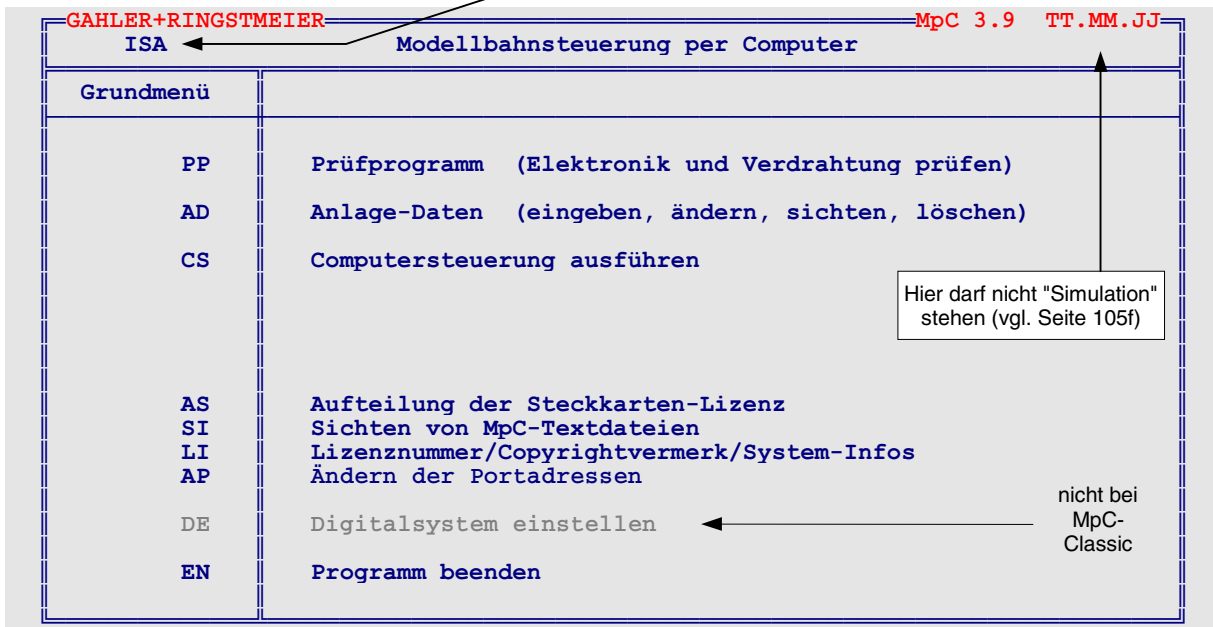 GAHLER+RINGSTMEIER MpC 3.9 TT.MM.JJ
ISA Modellbahnsteuerung per Computer
Grundmenü
PP Prüfprogramm (Elektronik und Verdrahtung prüfen)
AD Anlage-Daten (eingeben, ändern, sichten, löschen)
CS Computersteuerung ausführen
Hier darf nicht "Simulation"
stehen (vgl. Seite 105f)
AS Aufteilung der Steckkarten-Lizenz
SI Sichten von MpC-Textdateien
LI Lizenznummer/Copyrightvermerk/System-Infos
AP Ändern der Portadressen
DE Digitalsystem einstellen
nicht bei
MpC-
Classic
EN Programm beenden